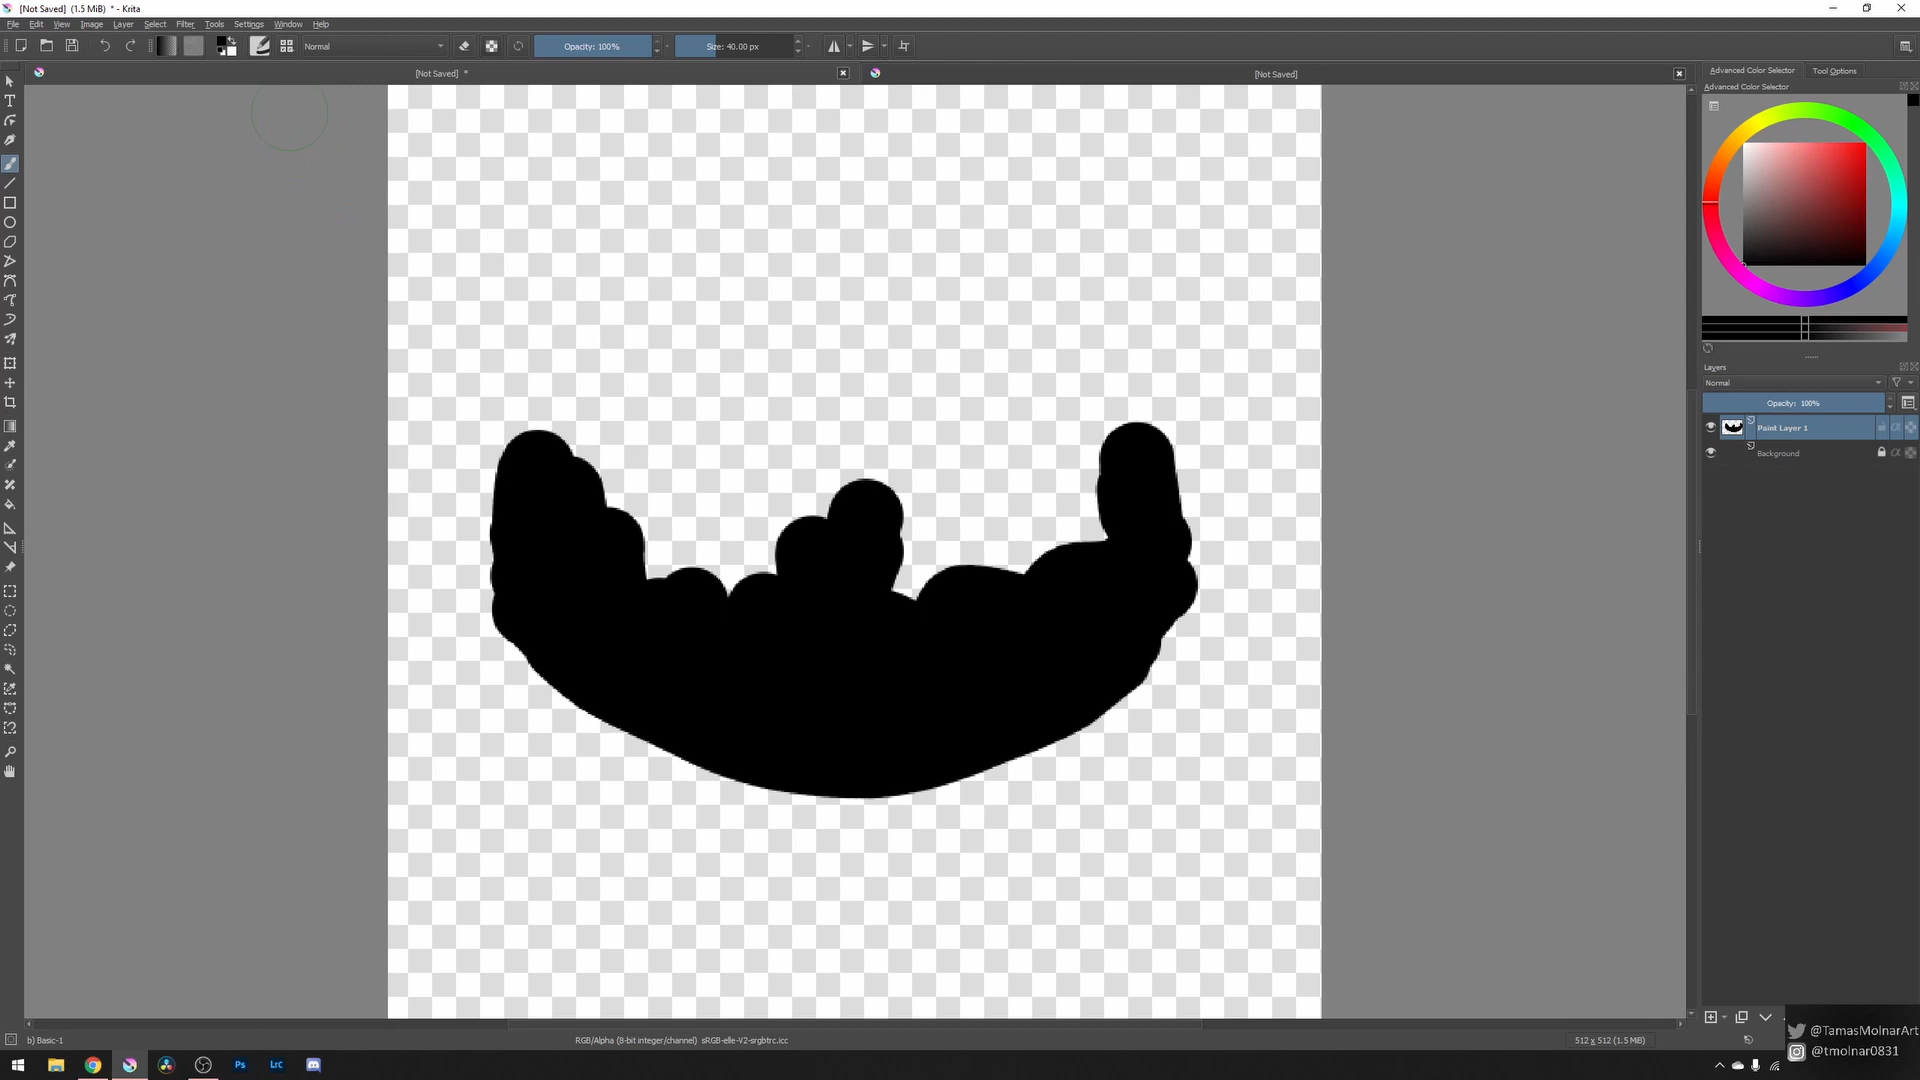 [Not Saved]  (1.5 MiB)  * - Krita
File Edit View Image Layer Select Filter Tools Settings Window Help
Normal
Opacity: 100%
Size: 40.00 px
[Not Saved]  *
[Not Saved]
Advanced Color Selector
Tool Options
Advanced Color Selector
Layers
Normal
Opacity:  100%
Paint Layer 1
Background
b) Basic-1
RGB/Alpha (8-bit integer/channel)  sRGB-elle-V2-srgbtrc.icc
512 x 512 (1.5 MiB)
@TamasMolnarArt
@tmolnar0831
Ps
LrC